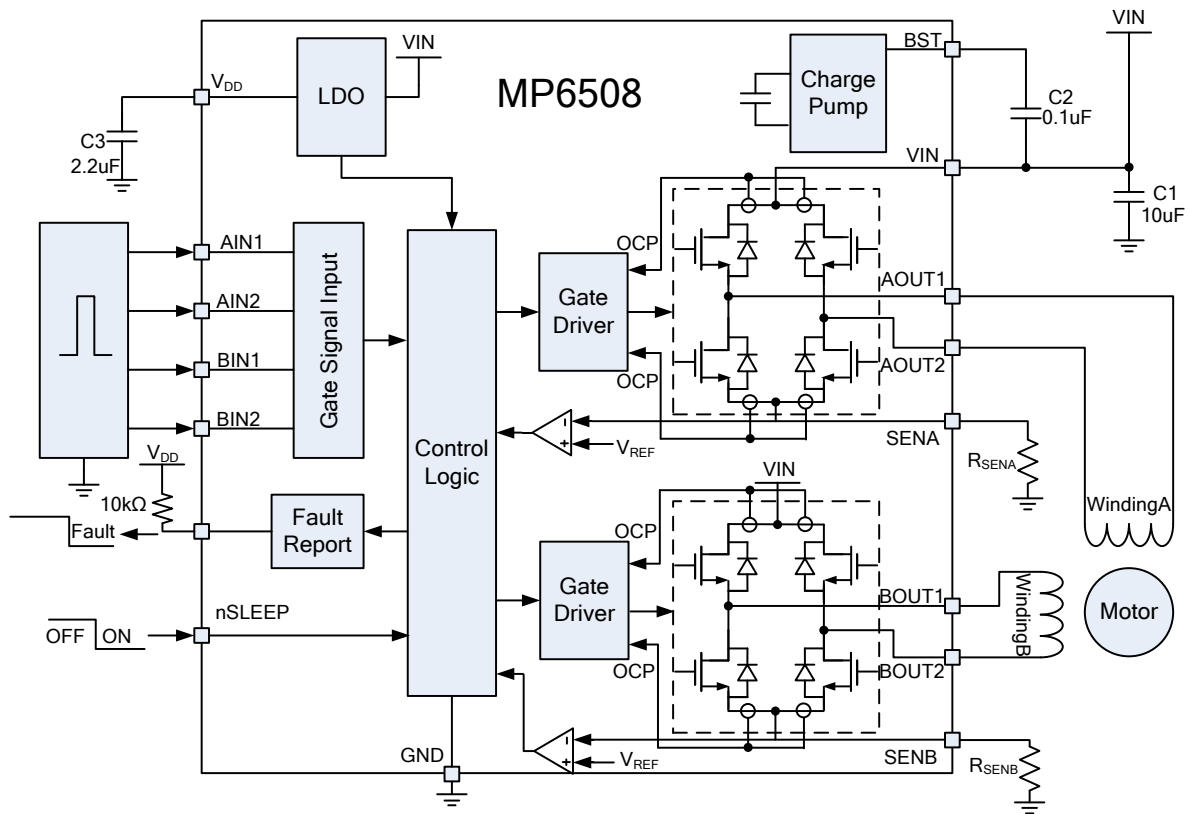 VIN
MP6508
LDO
VIN
VDD
C3
2.2uF
Charge
Pump
BST
C2
0.1uF
VIN
C1
10uF
AIN1
AIN2
BIN1
BIN2
Gate Signal Input
Control
Logic
OCP
Gate
Driver
OCP
AOUT1
AOUT2
VREF
SENA
RSENA
WindingA
VDD
10kΩ
Fault
Fault
Report
VIN
OCP
Gate
Driver
OCP
BOUT1
BOUT2
WindingB
Motor
nSLEEP
OFF
ON
GND
VREF
SENB
RSENB